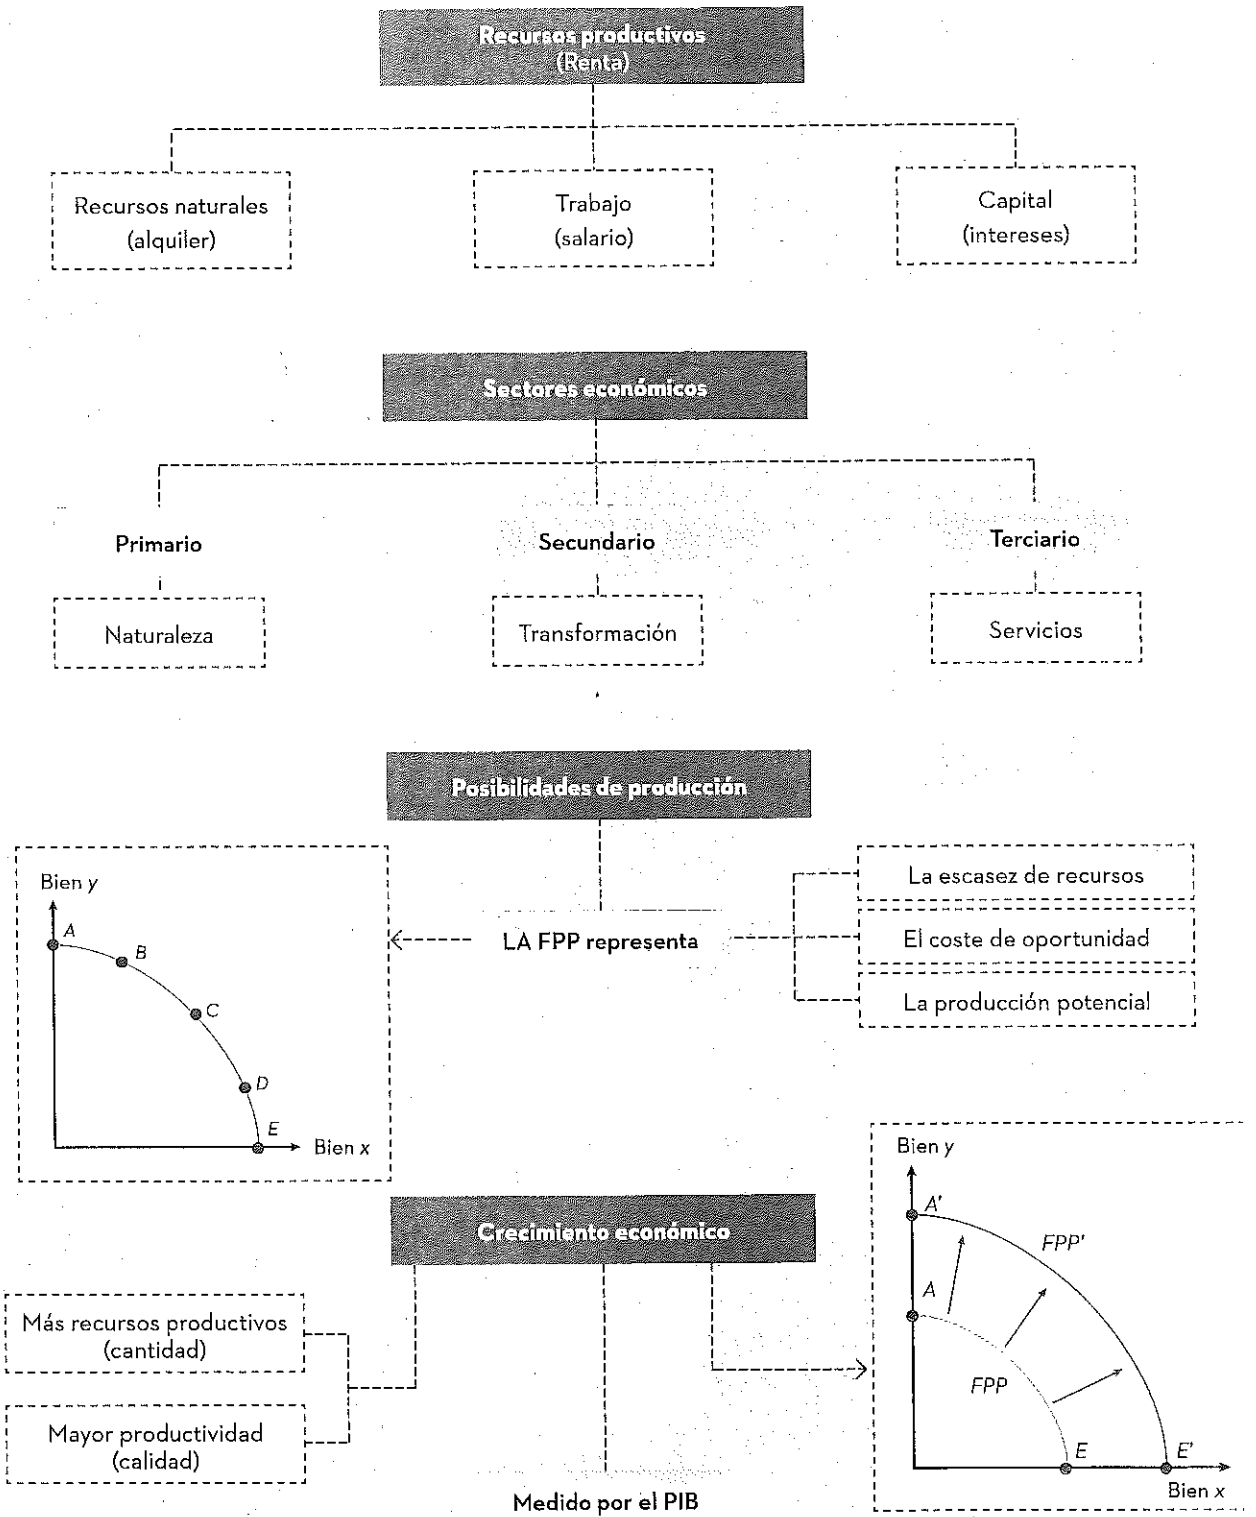 Recursos productivos
(Renta)
Recursos naturales
(alquiler)
Trabajo
(salario)
Capital
(intereses)
Sectores económicos
Primario
Secundario
Terciario
Naturaleza
Transformación
Servicios
Posibilidades de producción
Bien y
A
B
C
D
E
Bien x
LA FPP representa
La escasez de recursos
El coste de oportunidad
La producción potencial
Crecimiento económico
Más recursos productivos
(cantidad)
Mayor productividad
(calidad)
Medido por el PIB
Bien y
A'
FPP'
A
FPP
E
E'
Bien x